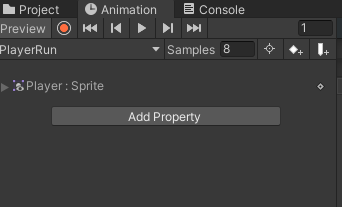 Project Animation Console
Preview 1
PlayerRun Samples 8
Player : Sprite
Add Property